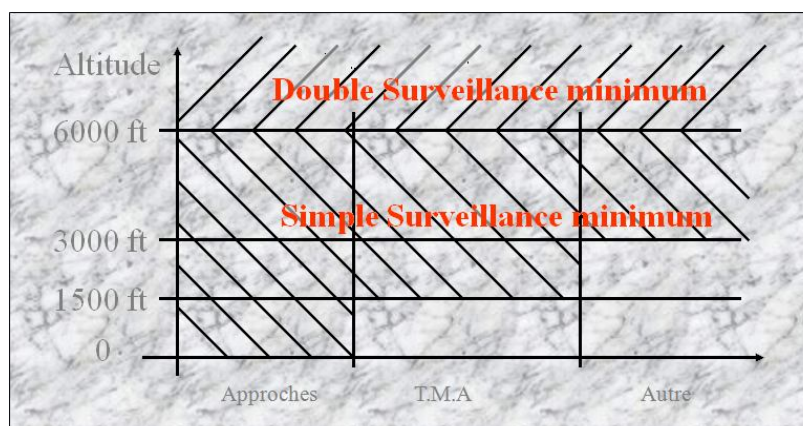 Altitude
Double Surveillance minimum
6000 ft
Simple Surveillance minimum
3000 ft
1500 ft
0
Approches
T.M.A
Autre